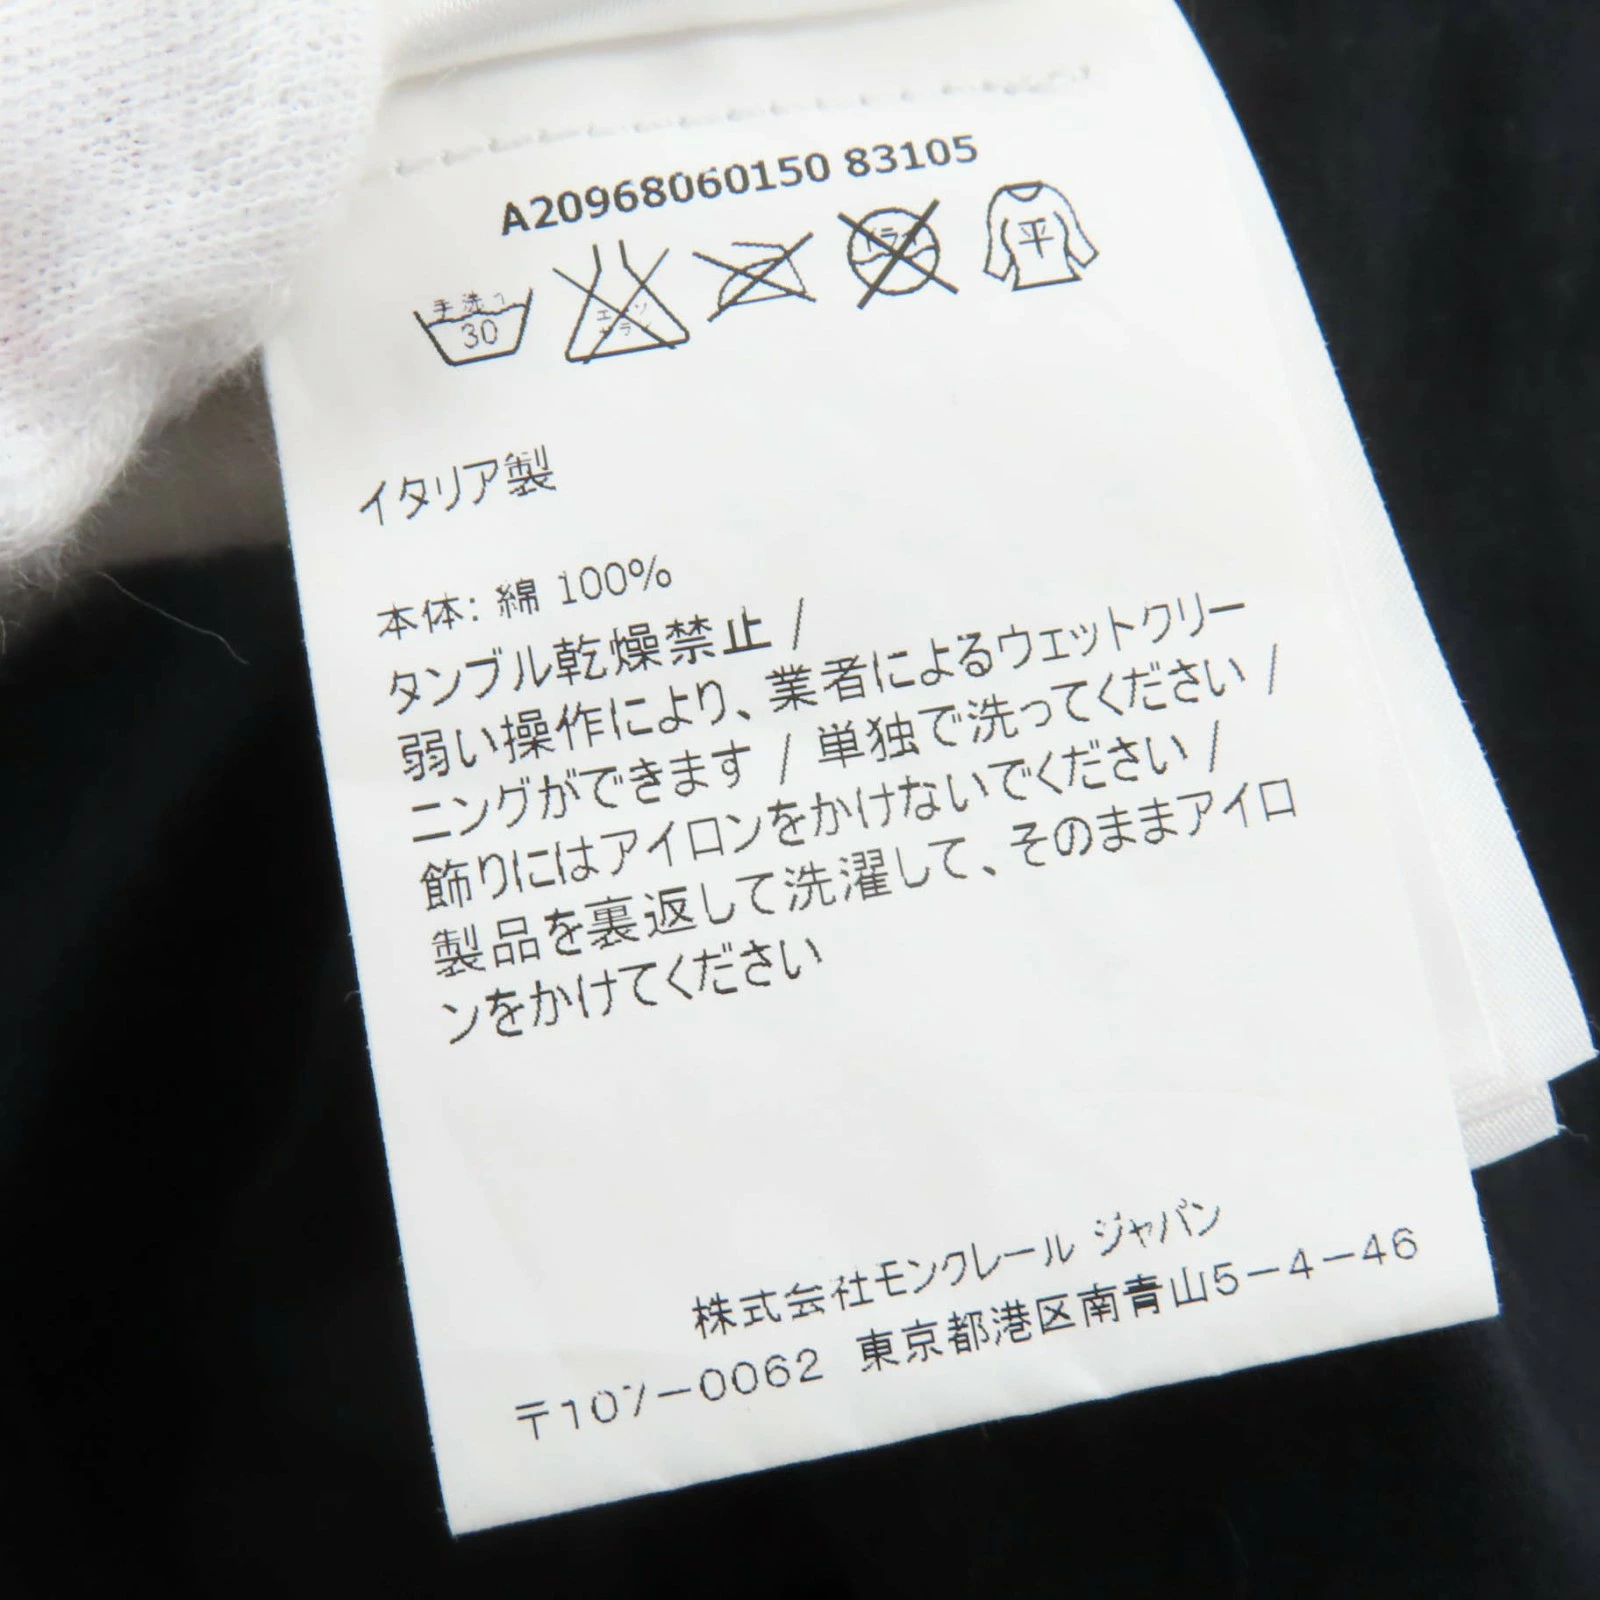 A20968060150 83105
手洗イ
30
エンソ
サラシ
ドライ
平
イタリア製
本体: 綿 100%
タンブル乾燥禁止 /
弱い操作により、業者によるウェットクリー
ニングができます / 単独で洗ってください /
飾りにはアイロンをかけないでください /
製品を裏返して洗濯して、そのままアイロ
ンをかけてください
株式会社モンクレール ジャパン
〒107-0062 東京都港区南青山5-4-46